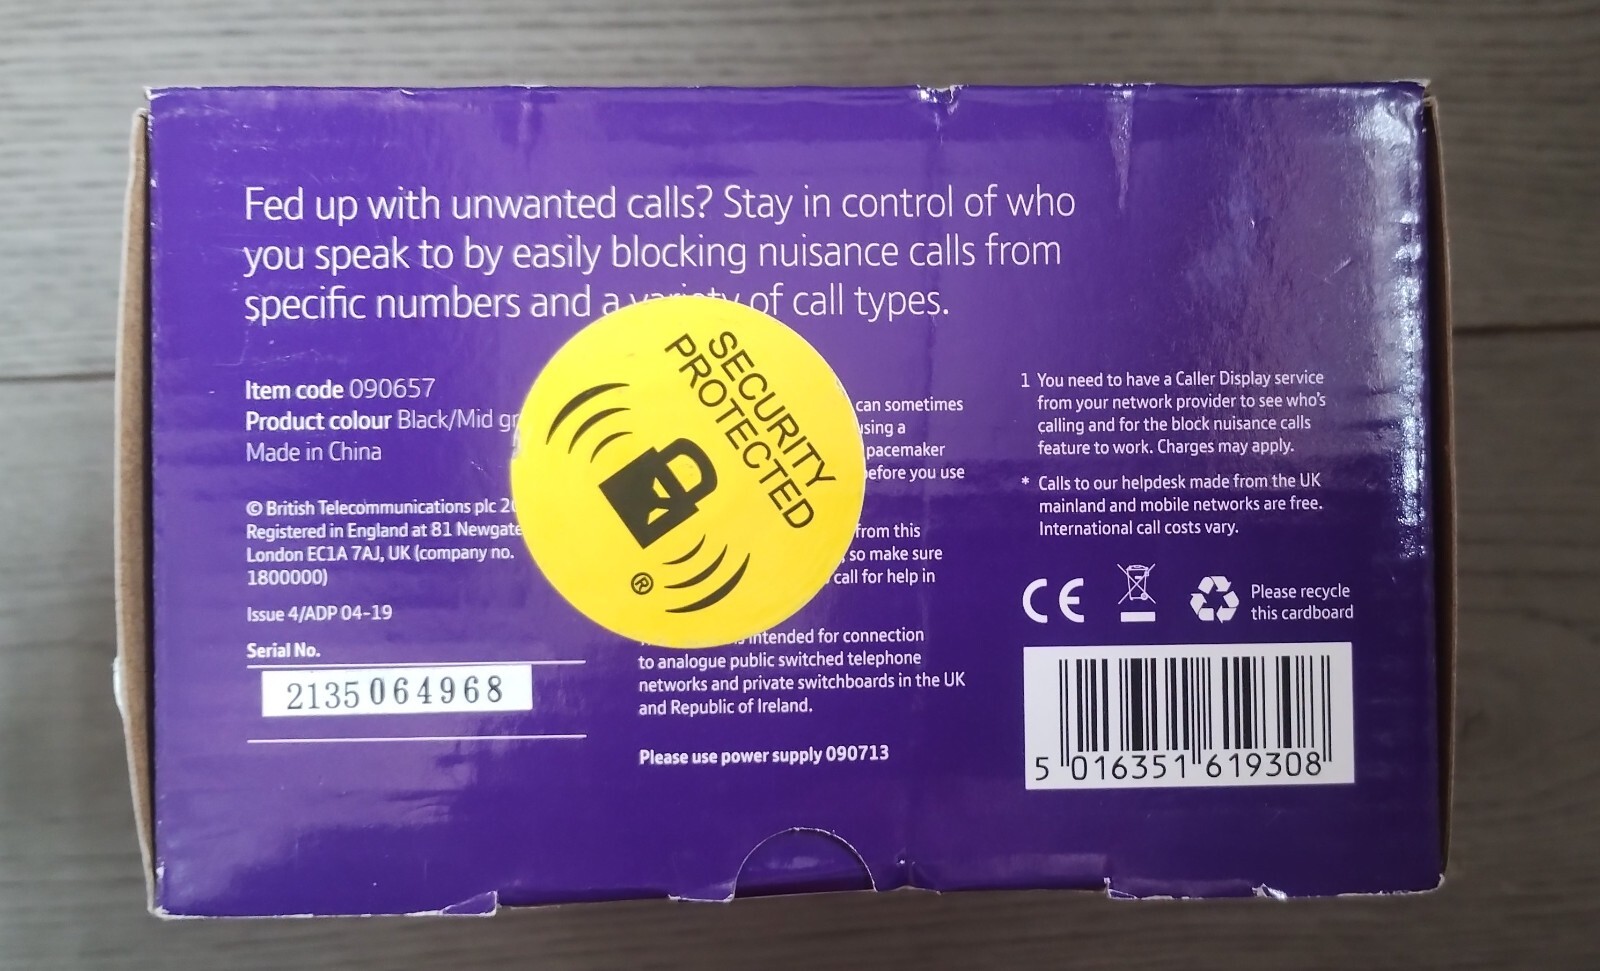 Fed up with unwanted calls? Stay in control of who
you speak to by easily blocking nuisance calls from
specific numbers and a variety of call types.
Item code 090657
Product colour Black/Mid gr
Made in China
© British Telecommunications plc 20
Registered in England at 81 Newgate
London EC1A 7AJ, UK (company no.
1800000)
Issue 4/ADP 04-19
Serial No.
2135064968
SECURITY
PROTECTED
®
can sometimes
using a
pacemaker
before you use
from this
, so make sure
call for help in
intended for connection
to analogue public switched telephone
networks and private switchboards in the UK
and Republic of Ireland.
Please use power supply 090713
1 You need to have a Caller Display service
from your network provider to see who's
calling and for the block nuisance calls
feature to work. Charges may apply.
* Calls to our helpdesk made from the UK
mainland and mobile networks are free.
International call costs vary.
CE
Please recycle
this cardboard
5 016351 619308